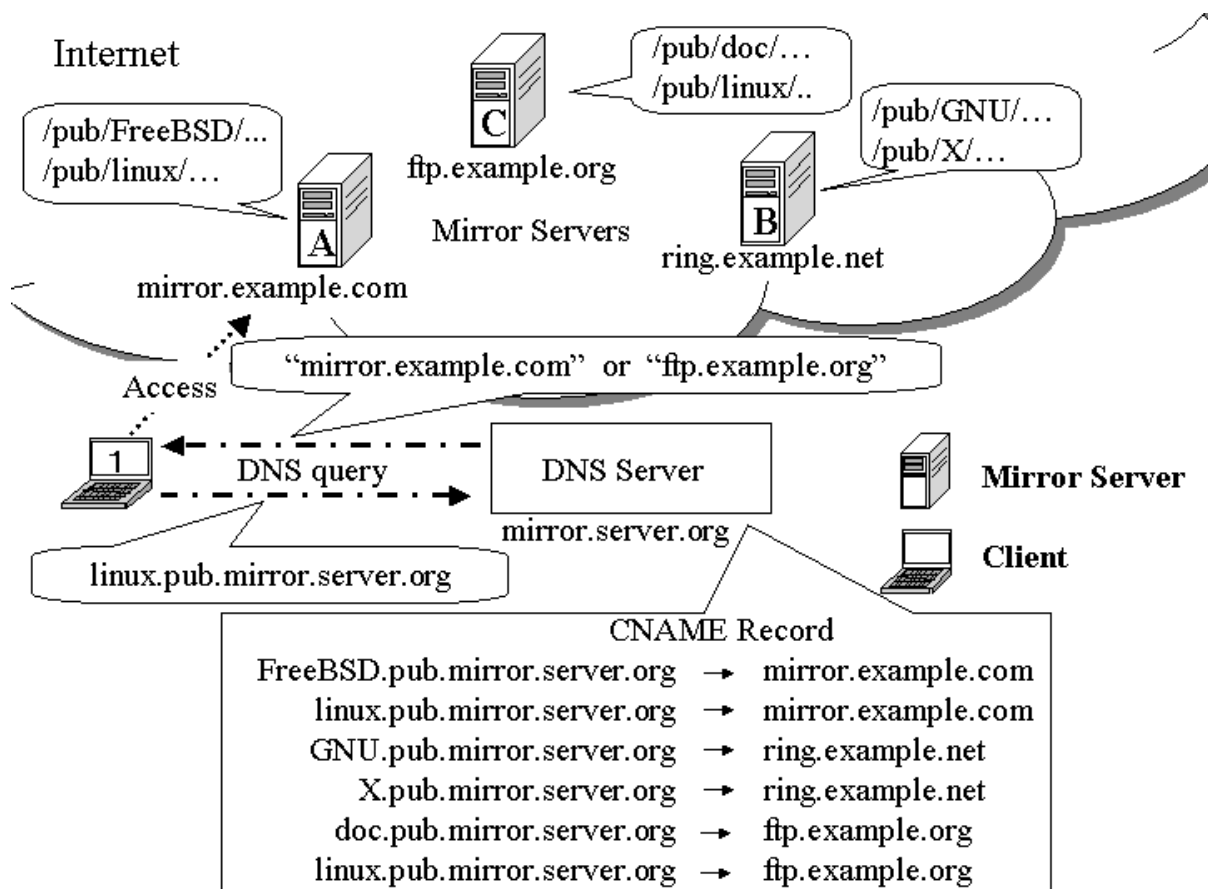 Internet
/pub/FreeBSD/...
/pub/linux/…
A
mirror.example.com
C
ftp.example.org
/pub/doc/…
/pub/linux/..
Mirror Servers
B
ring.example.net
/pub/GNU/…
/pub/X/…
“mirror.example.com” or “ftp.example.org”
Access
1
DNS query
DNS Server
mirror.server.org
linux.pub.mirror.server.org
Mirror Server
Client
CNAME Record
FreeBSD.pub.mirror.server.org → mirror.example.com
linux.pub.mirror.server.org → mirror.example.com
GNU.pub.mirror.server.org → ring.example.net
X.pub.mirror.server.org → ring.example.net
doc.pub.mirror.server.org → ftp.example.org
linux.pub.mirror.server.org → ftp.example.org